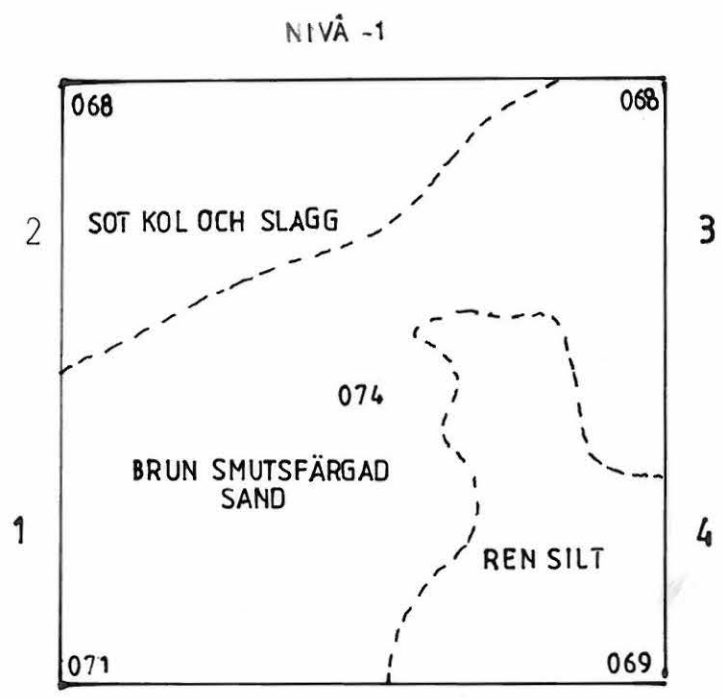 NIVÅ -1
068
068
2
SOT KOL OCH SLAGG
3
074
BRUN SMUTSFÄRGAD
SAND
1
REN SILT
4
071
069